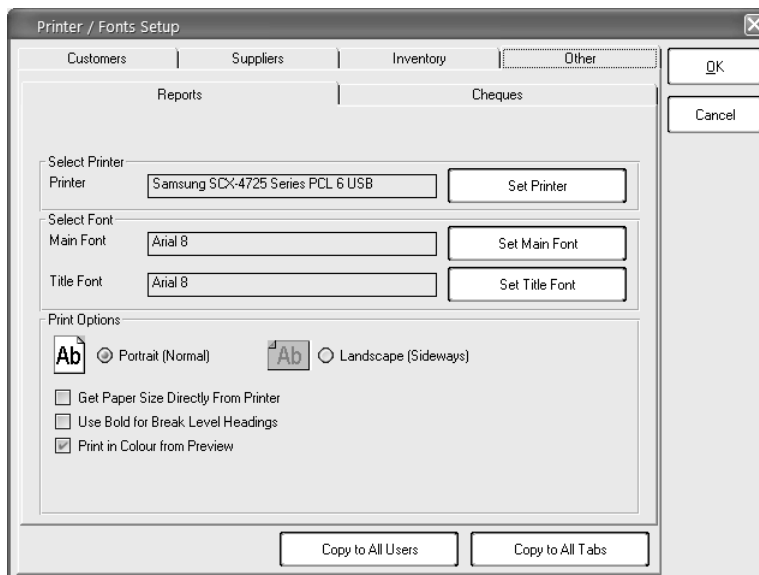 Printer / Fonts Setup
Customers Suppliers Inventory Other
Reports Cheques
OK
Cancel
Select Printer
Printer Samsung SCX-4725 Series PCL 6 USB Set Printer
Select Font
Main Font Arial 8 Set Main Font
Title Font Arial 8 Set Title Font
Print Options
Ab Portrait (Normal) Ab Landscape (Sideways)
Get Paper Size Directly From Printer
Use Bold for Break Level Headings
Print in Colour from Preview
Copy to All Users Copy to All Tabs